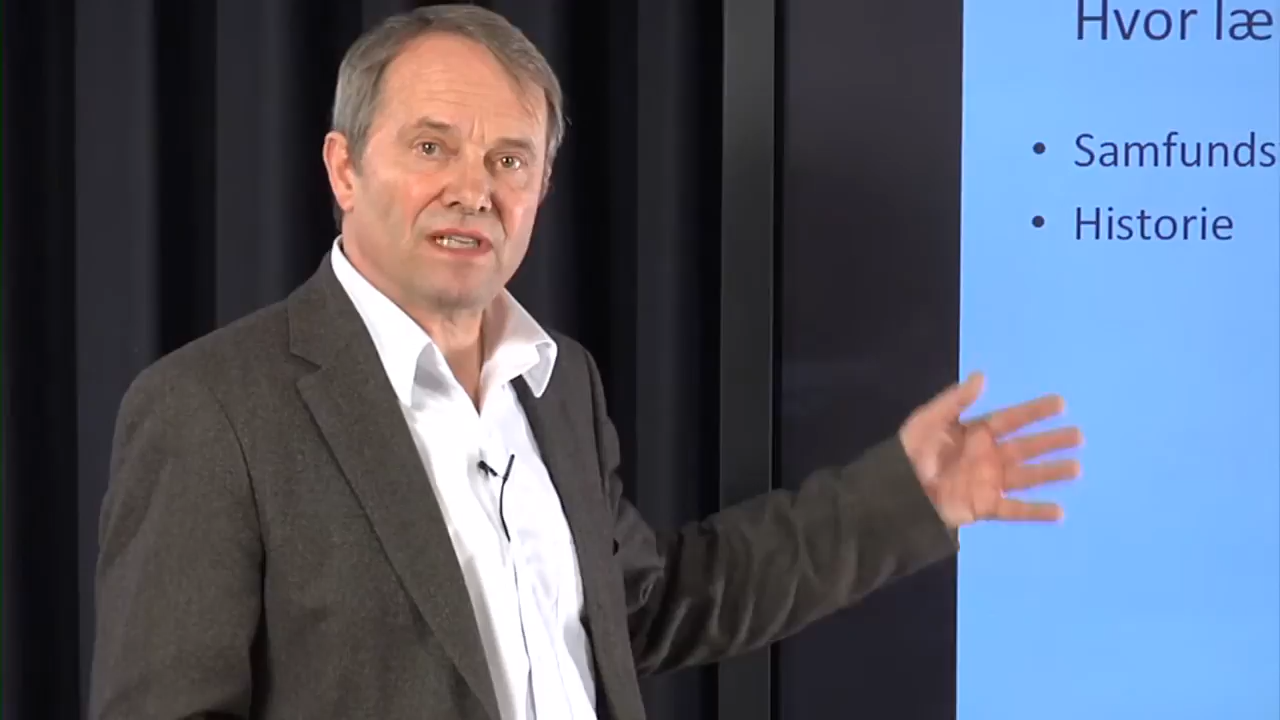 Hvor læ
• Samfunds
• Historie